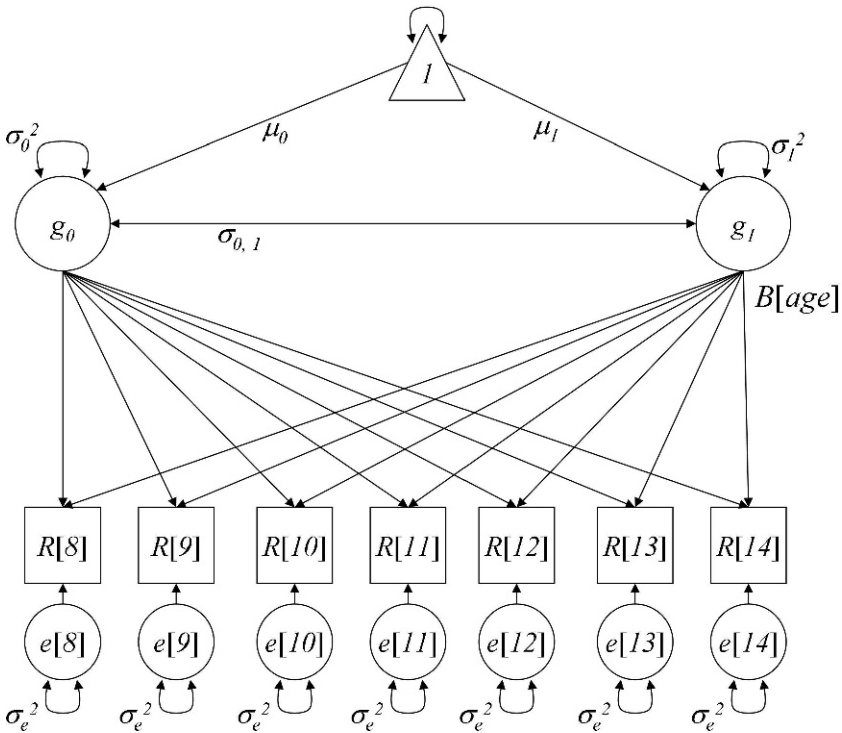 1
μ₀ μ₁
σ₀² σ₁²
g₀ g₁
σ₀, ₁
B[age]
R[8] R[9] R[10] R[11] R[12] R[13] R[14]
e[8] e[9] e[10] e[11] e[12] e[13] e[14]
σₑ² σₑ² σₑ² σₑ² σₑ² σₑ² σₑ²